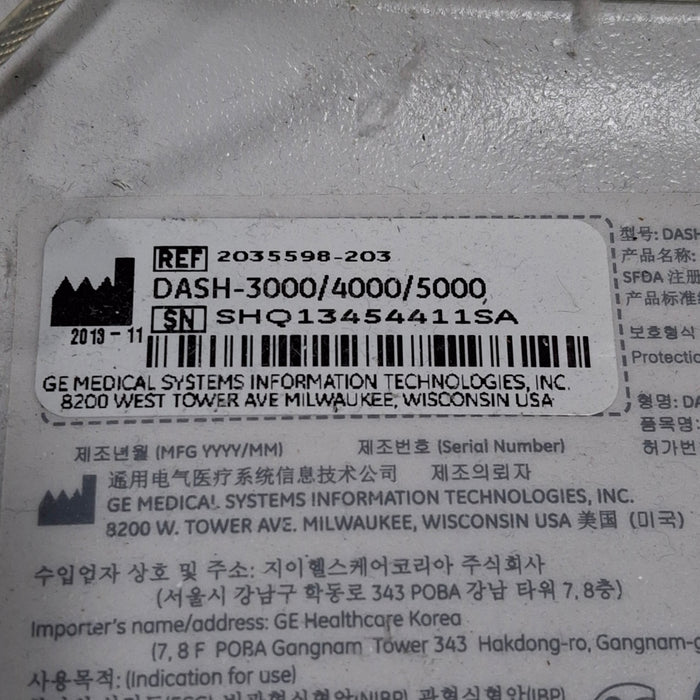 REF 2035598-203
DASH-3000/4000/5000
SN SHQ13454411SA
2013-11
GE MEDICAL SYSTEMS INFORMATION TECHNOLOGIES, INC.
8200 WEST TOWER AVE MILWAUKEE, WISCONSIN USA
型号: DASH
产品名称:
SFDA 注册
产品标准
보호형식
Protectio
형명: DA
품목명:
허가번
제조년월 (MFG YYYY/MM) 제조번호 (Serial Number)
通用电气医疗系统信息技术公司 제조의뢰자
GE MEDICAL SYSTEMS INFORMATION TECHNOLOGIES, INC.
8200 W. TOWER AVE. MILWAUKEE, WISCONSIN USA 美国 (미국)
수입업자 상호 및 주소: 지이헬스케어코리아 주식회사
(서울시 강남구 학동로 343 POBA 강남 타워 7, 8층)
Importer's name/address: GE Healthcare Korea
(7, 8 F POBA Gangnam Tower 343 Hakdong-ro, Gangnam-g
사용목적: (Indication for use)